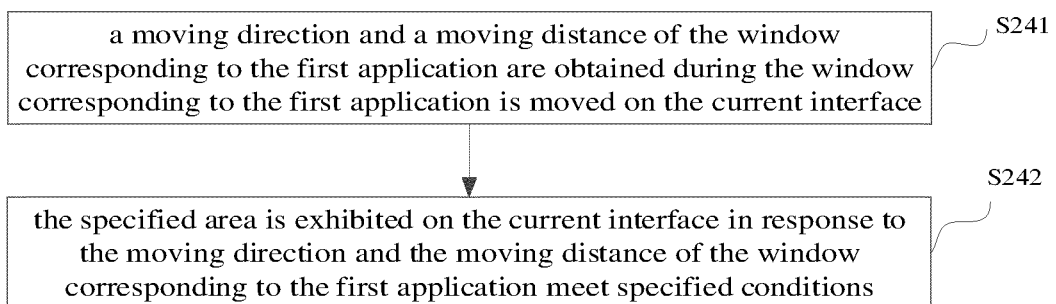 a moving direction and a moving distance of the window
corresponding to the first application are obtained during the window
corresponding to the first application is moved on the current interface
S241
S242
the specified area is exhibited on the current interface in response to
the moving direction and the moving distance of the window
corresponding to the first application meet specified conditions